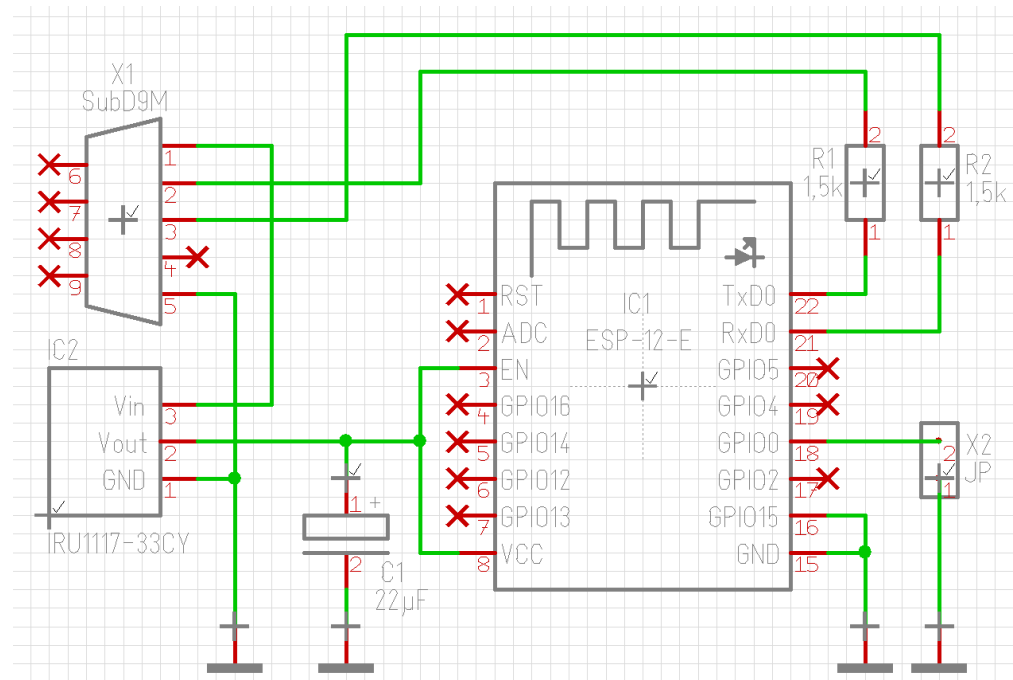 X1
SubD9M
1
2
3
4
5
6
7
8
9
IC2
Vin
3
Vout
2
GND
1
IRU1117-33CY
1 +
2
C1
22µF
IC1
ESP-12-E
RST
1
ADC
2
EN
3
GPIO16
4
GPIO14
5
GPIO12
6
GPIO13
7
VCC
8
TxD0
22
RxD0
21
GPIO5
20
GPIO4
19
GPIO0
18
GPIO2
17
GPIO15
16
GND
15
R1
1,5k
2
1
R2
1,5k
2
1
X2
JP
2
1